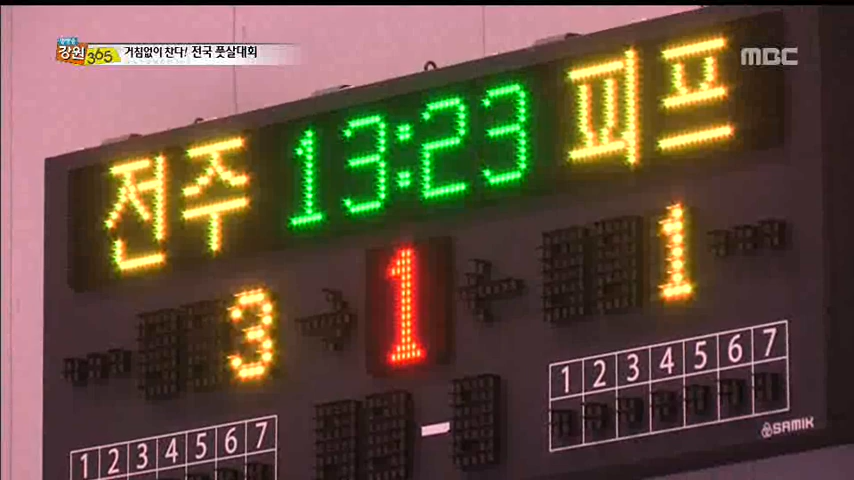 강원 365
거침없이 찬다! 전국 풋살대회
MBC
전주 13:23 피프
3 1 1
1 2 3 4 5 6 7
1 2 3 4 5 6 7
SAMIK